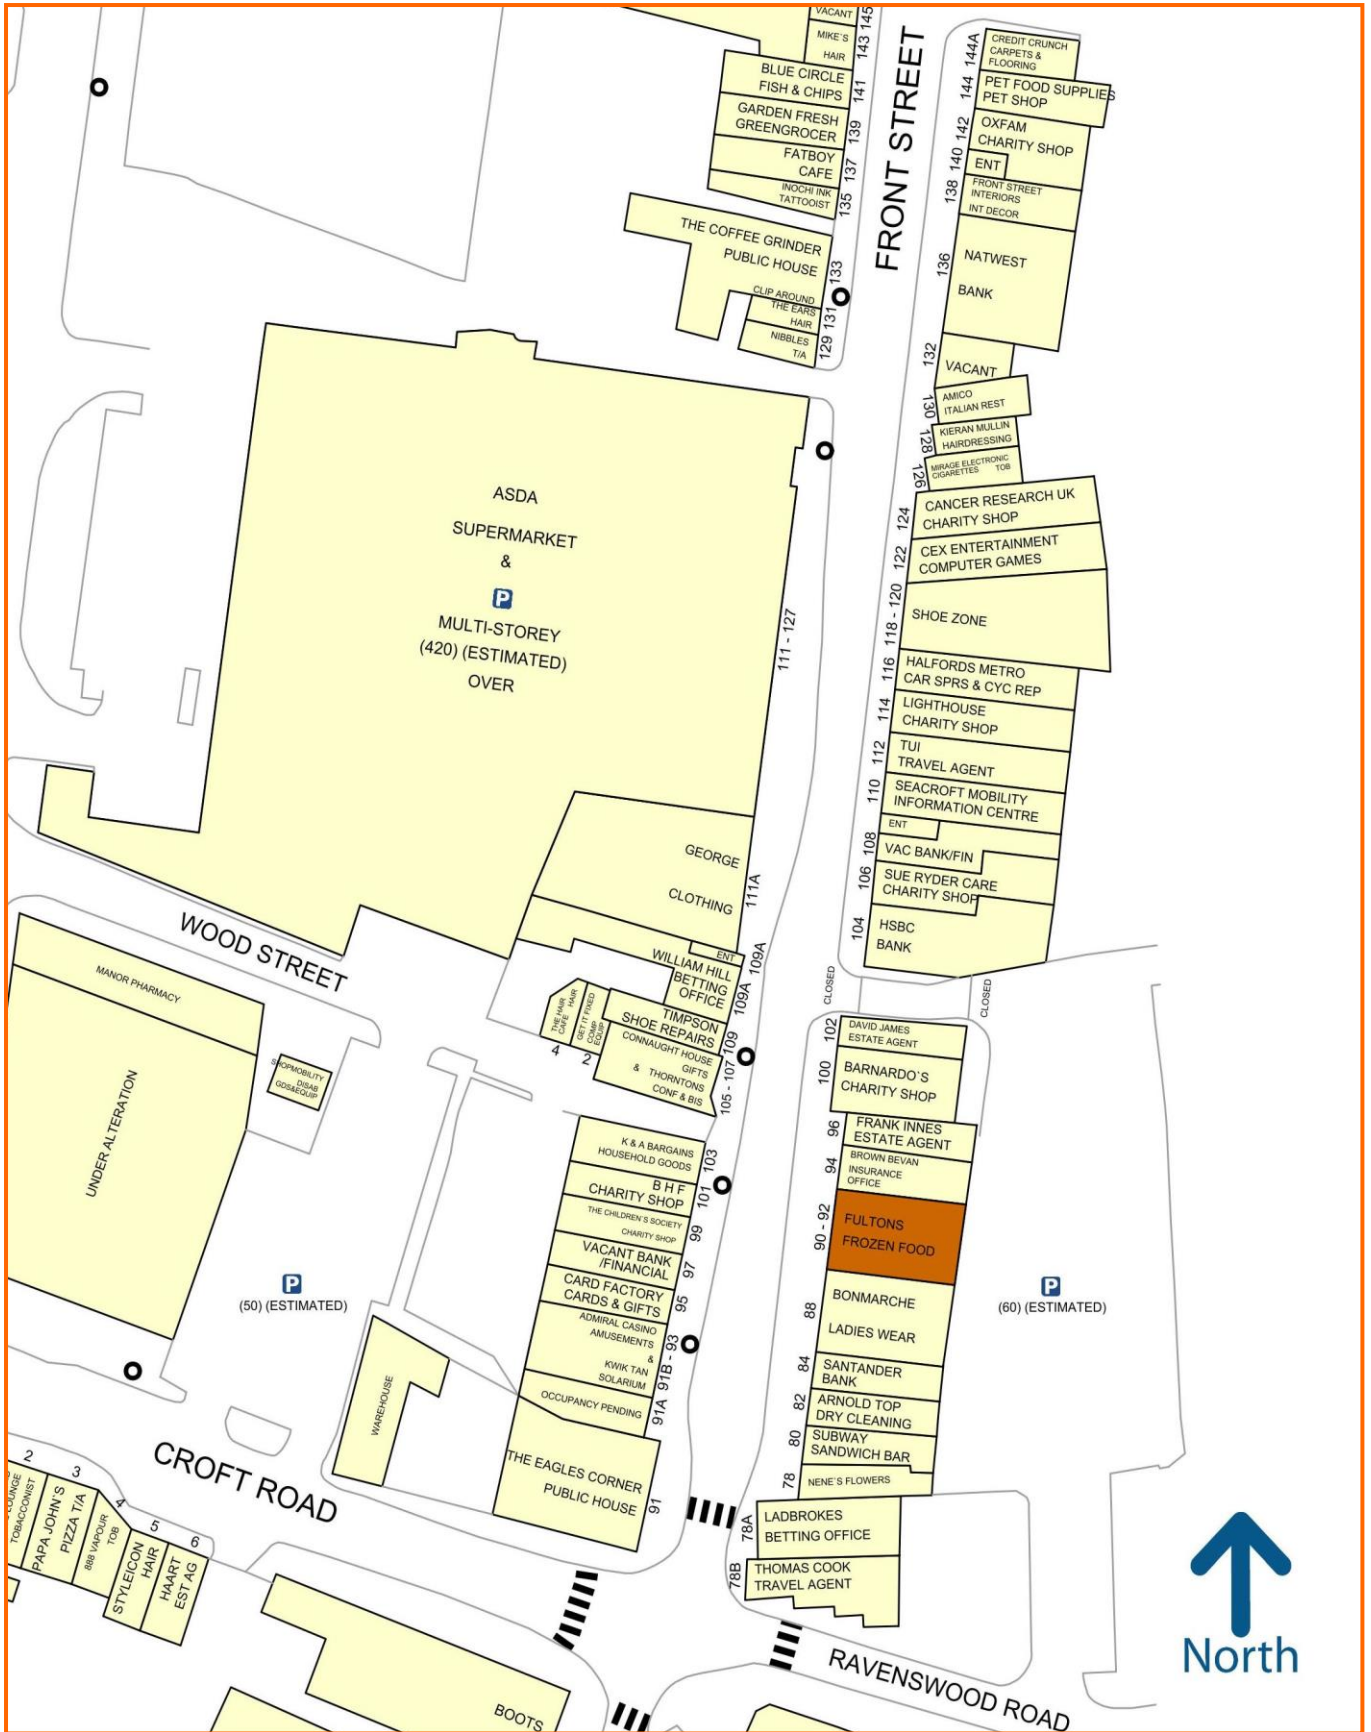 VACANT
145
MIKE'S
HAIR
143
BLUE CIRCLE
FISH & CHIPS
141
GARDEN FRESH
GREENGROCER
139
FATBOY
CAFE
137
INOCHI INK
TATTOOIST
135
THE COFFEE GRINDER
PUBLIC HOUSE
133
CLIP AROUND
THE EARS
HAIR
131
NIBBLES
T/A
129
FRONT STREET
144A
CREDIT CRUNCH
CARPETS &
FLOORING
144
PET FOOD SUPPLIES
PET SHOP
142
OXFAM
CHARITY SHOP
140
ENT
138
FRONT STREET
INTERIORS
INT DECOR
136
NATWEST
BANK
132
VACANT
130
AMICO
ITALIAN REST
128
KIERAN MULLIN
HAIRDRESSING
126
MIRAGE ELECTRONIC
CIGARETTES TOB
124
CANCER RESEARCH UK
CHARITY SHOP
122
CEX ENTERTAINMENT
COMPUTER GAMES
118 - 120
SHOE ZONE
116
HALFORDS METRO
CAR SPRS & CYC REP
114
LIGHTHOUSE
CHARITY SHOP
112
TUI
TRAVEL AGENT
110
SEACROFT MOBILITY
INFORMATION CENTRE
ENT
108
VAC BANK/FIN
106
SUE RYDER CARE
CHARITY SHOP
104
HSBC
BANK
CLOSED
CLOSED
ASDA
SUPERMARKET
&
P
MULTI-STOREY
(420) (ESTIMATED)
OVER
111 - 127
GEORGE
CLOTHING
111A
ENT
109A
WILLIAM HILL
BETTING
OFFICE
109A
TIMPSON
SHOE REPAIRS
109
CONNAUGHT HOUSE
GIFTS
& THORNTONS
CONF & BIS
105 - 107
THE HAIR
CAFE
HAIR
4
GET IT FIXED
COMP
EQUIP
2
WOOD STREET
MANOR PHARMACY
UNDER ALTERATION
SHOPMOBILITY
DISAB
GDS&EQUIP
P
(50) (ESTIMATED)
K & A BARGAINS
HOUSEHOLD GOODS
103
B H F
CHARITY SHOP
101
THE CHILDREN'S SOCIETY
CHARITY SHOP
99
VACANT BANK
/FINANCIAL
97
CARD FACTORY
CARDS & GIFTS
95
ADMIRAL CASINO
AMUSEMENTS
&
KWIK TAN
SOLARIUM
91B - 93
OCCUPANCY PENDING
91A
THE EAGLES CORNER
PUBLIC HOUSE
91
WAREHOUSE
102
DAVID JAMES
ESTATE AGENT
100
BARNARDO'S
CHARITY SHOP
96
FRANK INNES
ESTATE AGENT
94
BROWN BEVAN
INSURANCE
OFFICE
90 - 92
FULTONS
FROZEN FOOD
88
BONMARCHE
LADIES WEAR
84
SANTANDER
BANK
82
ARNOLD TOP
DRY CLEANING
80
SUBWAY
SANDWICH BAR
78
NENE'S FLOWERS
78A
LADBROKES
BETTING OFFICE
78B
THOMAS COOK
TRAVEL AGENT
P
(60) (ESTIMATED)
CROFT ROAD
2
LOUNGE
TOBACCONIST
3
PAPA JOHN'S
PIZZA T/A
4
888 VAPOUR
TOB
5
STYLEICON
HAIR
6
HAART
EST AG
BOOTS
RAVENSWOOD ROAD
North